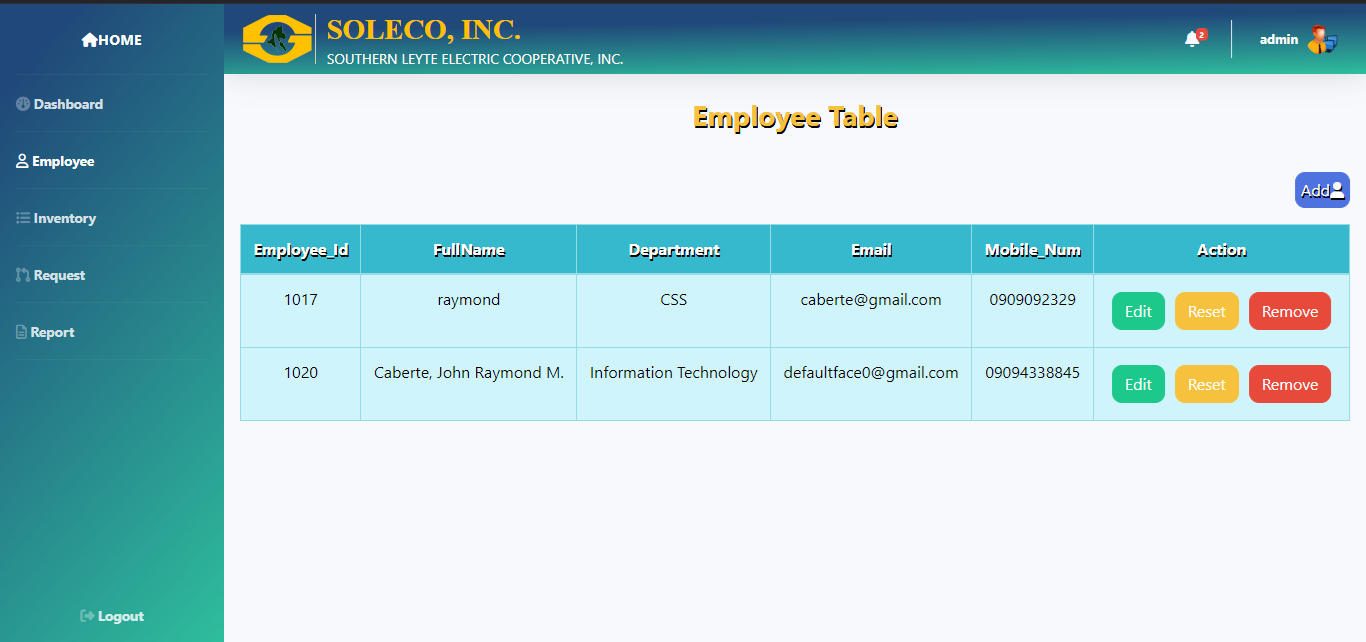 HOME
Dashboard
Employee
Inventory
Request
Report
Logout
SOLECO, INC.
SOUTHERN LEYTE ELECTRIC COOPERATIVE, INC.
2
admin
Employee Table
Add
Employee_Id FullName Department Email Mobile_Num Action
1017 raymond CSS caberte@gmail.com 0909092329 Edit Reset Remove
1020 Caberte, John Raymond M. Information Technology defaultface0@gmail.com 09094338845 Edit Reset Remove